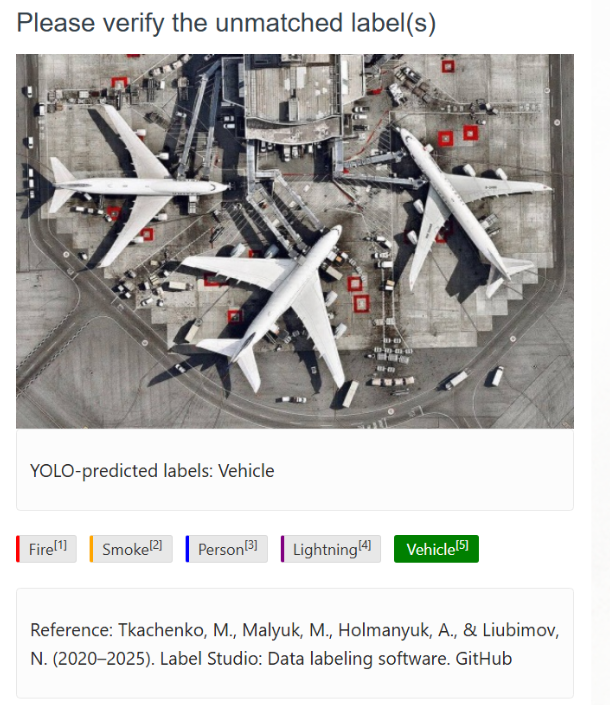 Please verify the unmatched label(s)
YOLO-predicted labels: Vehicle
Fire[1] Smoke[2] Person[3] Lightning[4] Vehicle[5]
Reference: Tkachenko, M., Malyuk, M., Holmanyuk, A., & Liubimov,
N. (2020–2025). Label Studio: Data labeling software. GitHub